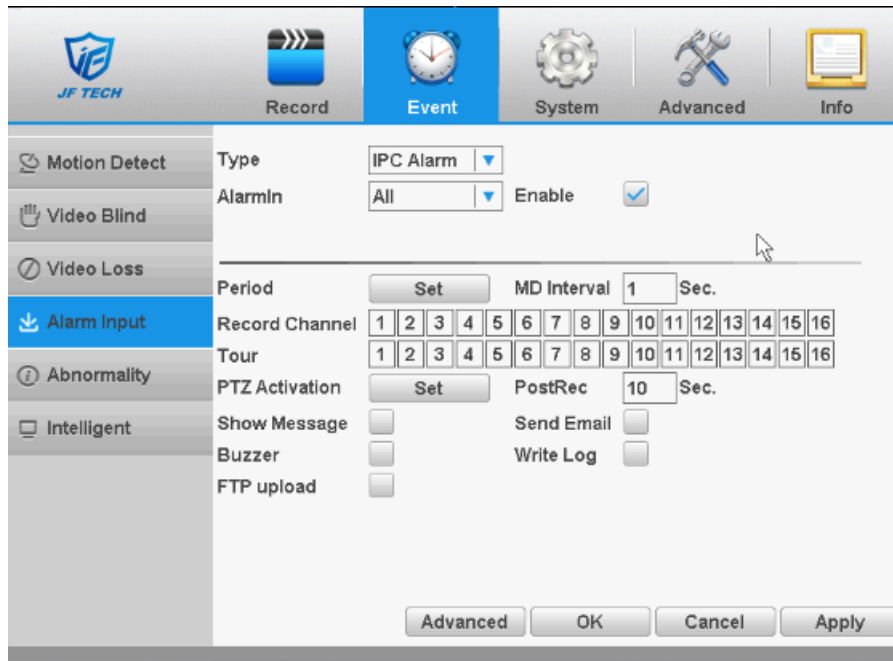 JF TECH
Record Event System Advanced Info
Motion Detect
Video Blind
Video Loss
Alarm Input
Abnormality
Intelligent
Type IPC Alarm
AlarmIn All Enable
Period Set MD Interval 1 Sec.
Record Channel 1 2 3 4 5 6 7 8 9 10 11 12 13 14 15 16
Tour 1 2 3 4 5 6 7 8 9 10 11 12 13 14 15 16
PTZ Activation Set PostRec 10 Sec.
Show Message Send Email
Buzzer Write Log
FTP upload
Advanced OK Cancel Apply